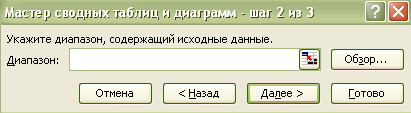 Мастер сводных таблиц и диаграмм - шаг 2 из 3
Укажите диапазон, содержащий исходные данные.
Диапазон: Обзор...
Отмена < Назад Далее > Готово